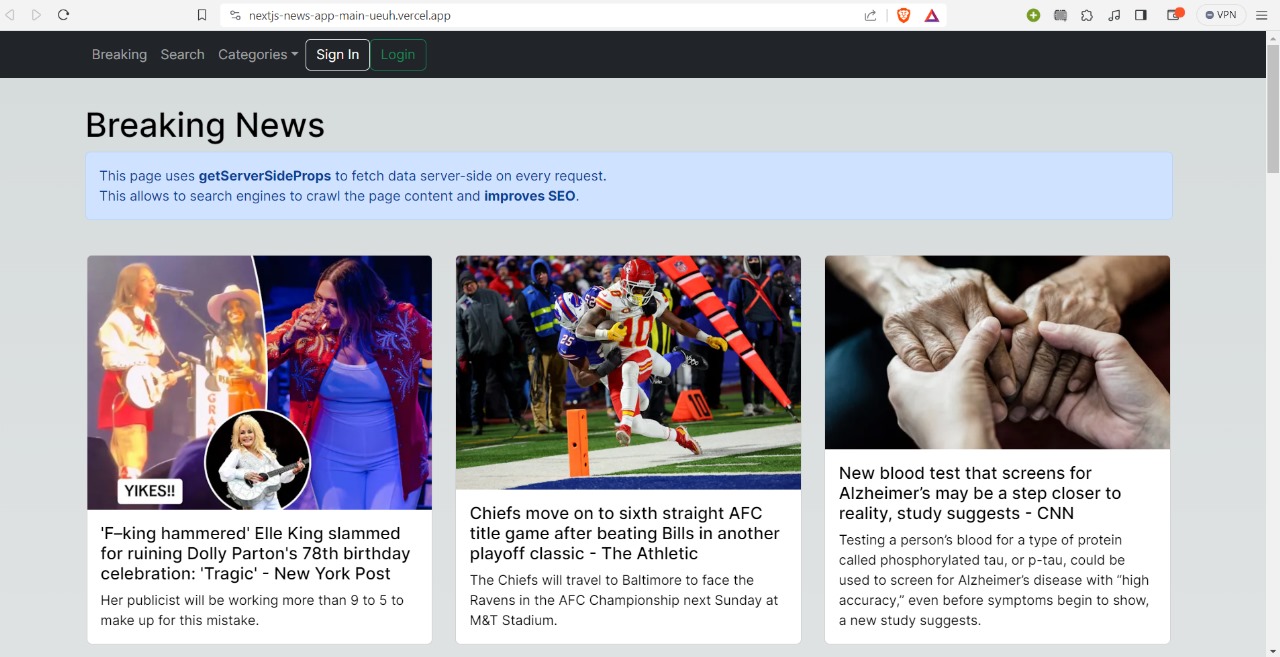 nextjs-news-app-main-ueuh.vercel.app
VPN
Breaking Search Categories Sign In Login
Breaking News
This page uses getServerSideProps to fetch data server-side on every request.
This allows to search engines to crawl the page content and improves SEO.
GRA
YIKES!!
25
10
10
'F–king hammered' Elle King slammed
for ruining Dolly Parton's 78th birthday
celebration: 'Tragic' - New York Post
Her publicist will be working more than 9 to 5 to
make up for this mistake.
Chiefs move on to sixth straight AFC
title game after beating Bills in another
playoff classic - The Athletic
The Chiefs will travel to Baltimore to face the
Ravens in the AFC Championship next Sunday at
M&T Stadium.
New blood test that screens for
Alzheimer’s may be a step closer to
reality, study suggests - CNN
Testing a person’s blood for a type of protein
called phosphorylated tau, or p-tau, could be
used to screen for Alzheimer’s disease with “high
accuracy,” even before symptoms begin to show,
a new study suggests.